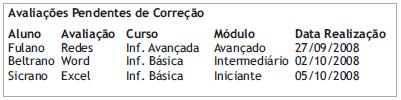 Avaliações Pendentes de Correção
Aluno Avaliação Curso Módulo Data Realização
Fulano Redes Inf. Avançada Avançado 27/09/2008
Beltrano Word Inf. Básica Intermediário 02/10/2008
Sicrano Excel Inf. Básica Iniciante 05/10/2008